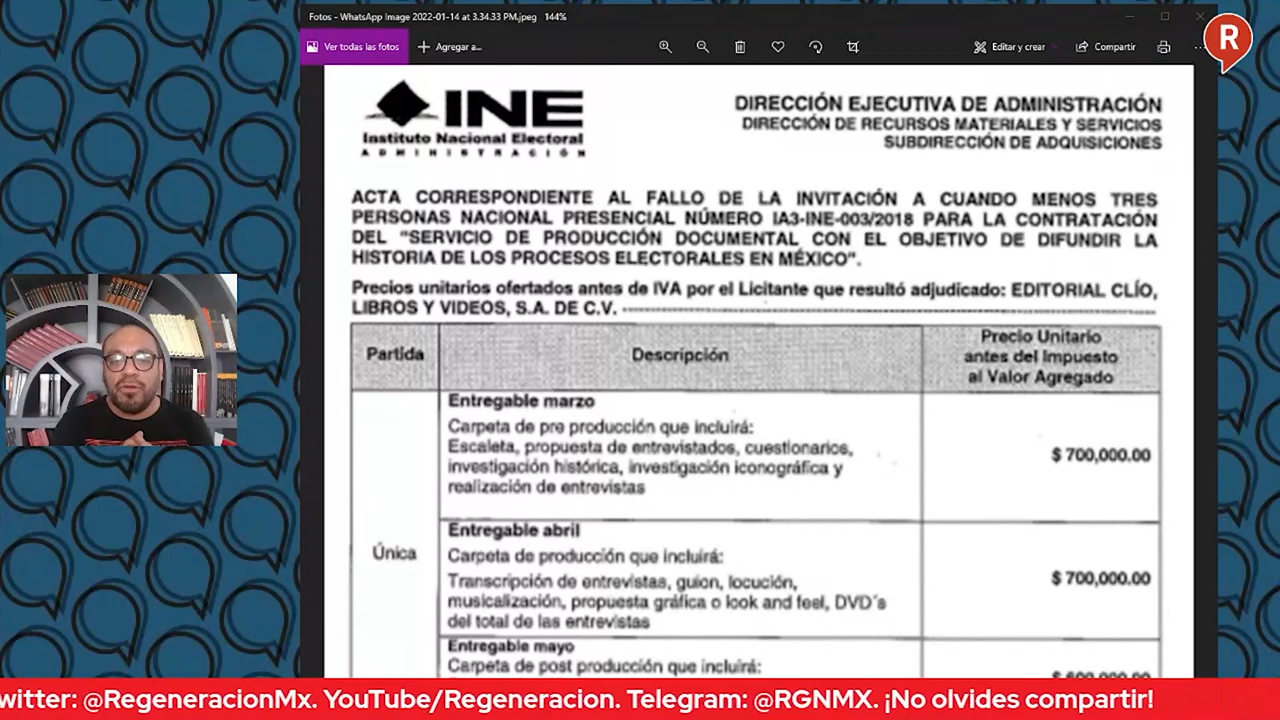 Fotos - WhatsApp Image 2022-01-14 at 3.34.33 PM.jpeg 144%
Ver todas las fotos
Agregar a...
Editar y crear
Compartir
R
INE
Instituto Nacional Electoral
ADMINISTRACIÓN
DIRECCIÓN EJECUTIVA DE ADMINISTRACIÓN
DIRECCIÓN DE RECURSOS MATERIALES Y SERVICIOS
SUBDIRECCIÓN DE ADQUISICIONES
ACTA CORRESPONDIENTE AL FALLO DE LA INVITACIÓN A CUANDO MENOS TRES
PERSONAS NACIONAL PRESENCIAL NÚMERO IA3-INE-003/2018 PARA LA CONTRATACIÓN
DEL "SERVICIO DE PRODUCCIÓN DOCUMENTAL CON EL OBJETIVO DE DIFUNDIR LA
HISTORIA DE LOS PROCESOS ELECTORALES EN MÉXICO".
Precios unitarios ofertados antes de IVA por el Licitante que resultó adjudicado: EDITORIAL CLÍO,
LIBROS Y VIDEOS, S.A. DE C.V.
Partida
Descripción
Precio Unitario
antes del Impuesto
al Valor Agregado
Única
Entregable marzo
Carpeta de pre producción que incluirá:
Escaleta, propuesta de entrevistados, cuestionarios,
investigación histórica, investigación iconográfica y
realización de entrevistas
$ 700,000.00
Entregable abril
Carpeta de producción que incluirá:
Transcripción de entrevistas, guion, locución,
musicalización, propuesta gráfica o look and feel, DVD´s
del total de las entrevistas
$ 700,000.00
Entregable mayo
Carpeta de post producción que incluirá:
witter: @RegeneracionMx. YouTube/Regeneracion. Telegram: @RGNMX. ¡No olvides compartir!